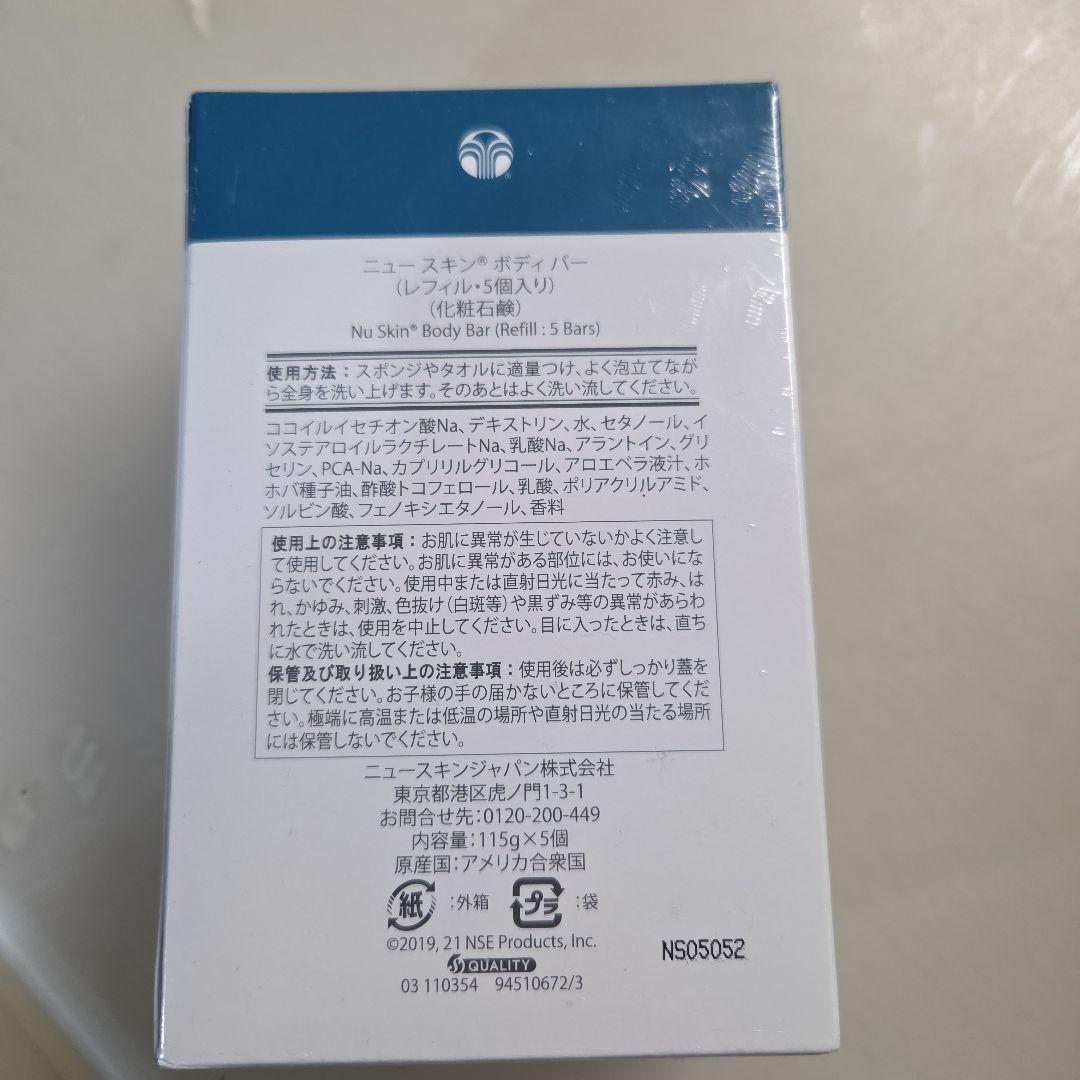 ニュー スキン® ボディ バー
(レフィル・5個入り)
(化粧石鹸)
Nu Skin® Body Bar (Refill : 5 Bars)
使用方法：スポンジやタオルに適量つけ、よく泡立てなが
ら全身を洗い上げます。そのあとはよく洗い流してください。
ココイルイセチオン酸Na、デキストリン、水、セタノール、イ
ソステアロイルラクチレートNa、乳酸Na、アラントイン、グリ
セリン、PCA-Na、カプリリルグリコール、アロエベラ液汁、ホ
ホバ種子油、酢酸トコフェロール、乳酸、ポリアクリルアミド、
ソルビン酸、フェノキシエタノール、香料
使用上の注意事項：お肌に異常が生じていないかよく注意し
て使用してください。お肌に異常がある部位には、お使いにな
らないでください。使用中または直射日光に当たって赤み、は
れ、かゆみ、刺激、色抜け(白斑等)や黒ずみ等の異常があらわ
れたときは、使用を中止してください。目に入ったときは、直ち
に水で洗い流してください。
保管及び取り扱い上の注意事項：使用後は必ずしっかり蓋を
閉じてください。お子様の手の届かないところに保管してくだ
さい。極端に高温または低温の場所や直射日光の当たる場所
には保管しないでください。
ニュースキンジャパン株式会社
東京都港区虎ノ門1-3-1
お問合せ先：0120-200-449
内容量：115g×5個
原産国：アメリカ合衆国
紙 ：外箱 プラ ：袋
©2019, 21 NSE Products, Inc.
QUALITY
03 110354 94510672/3
NS05052